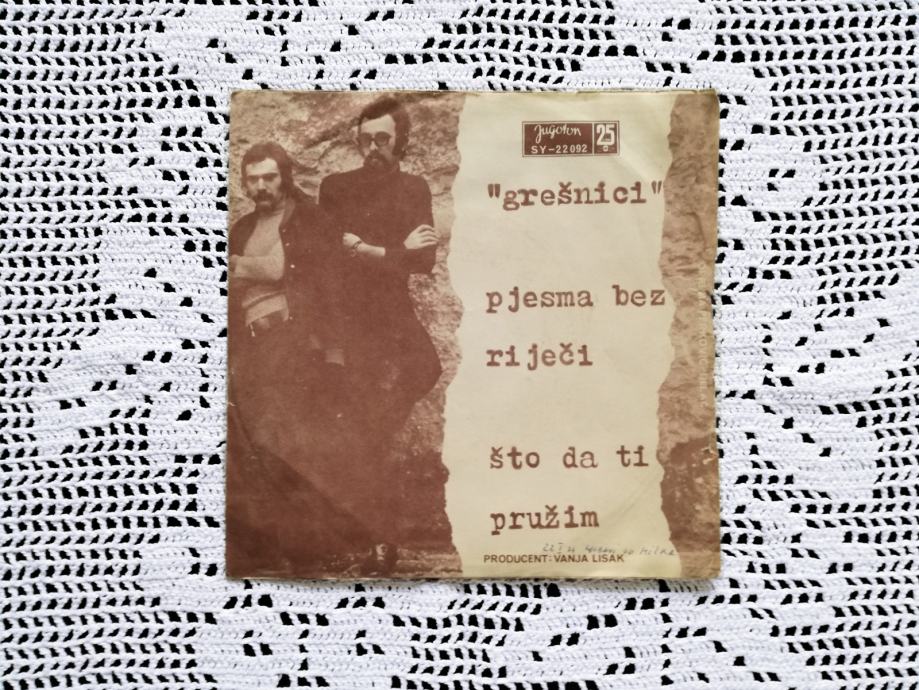 Jugoton 25
SY-22092
"grešnici"
pjesma bez
riječi
što da ti
pružim
PRODUCENT: VANJA LISAK